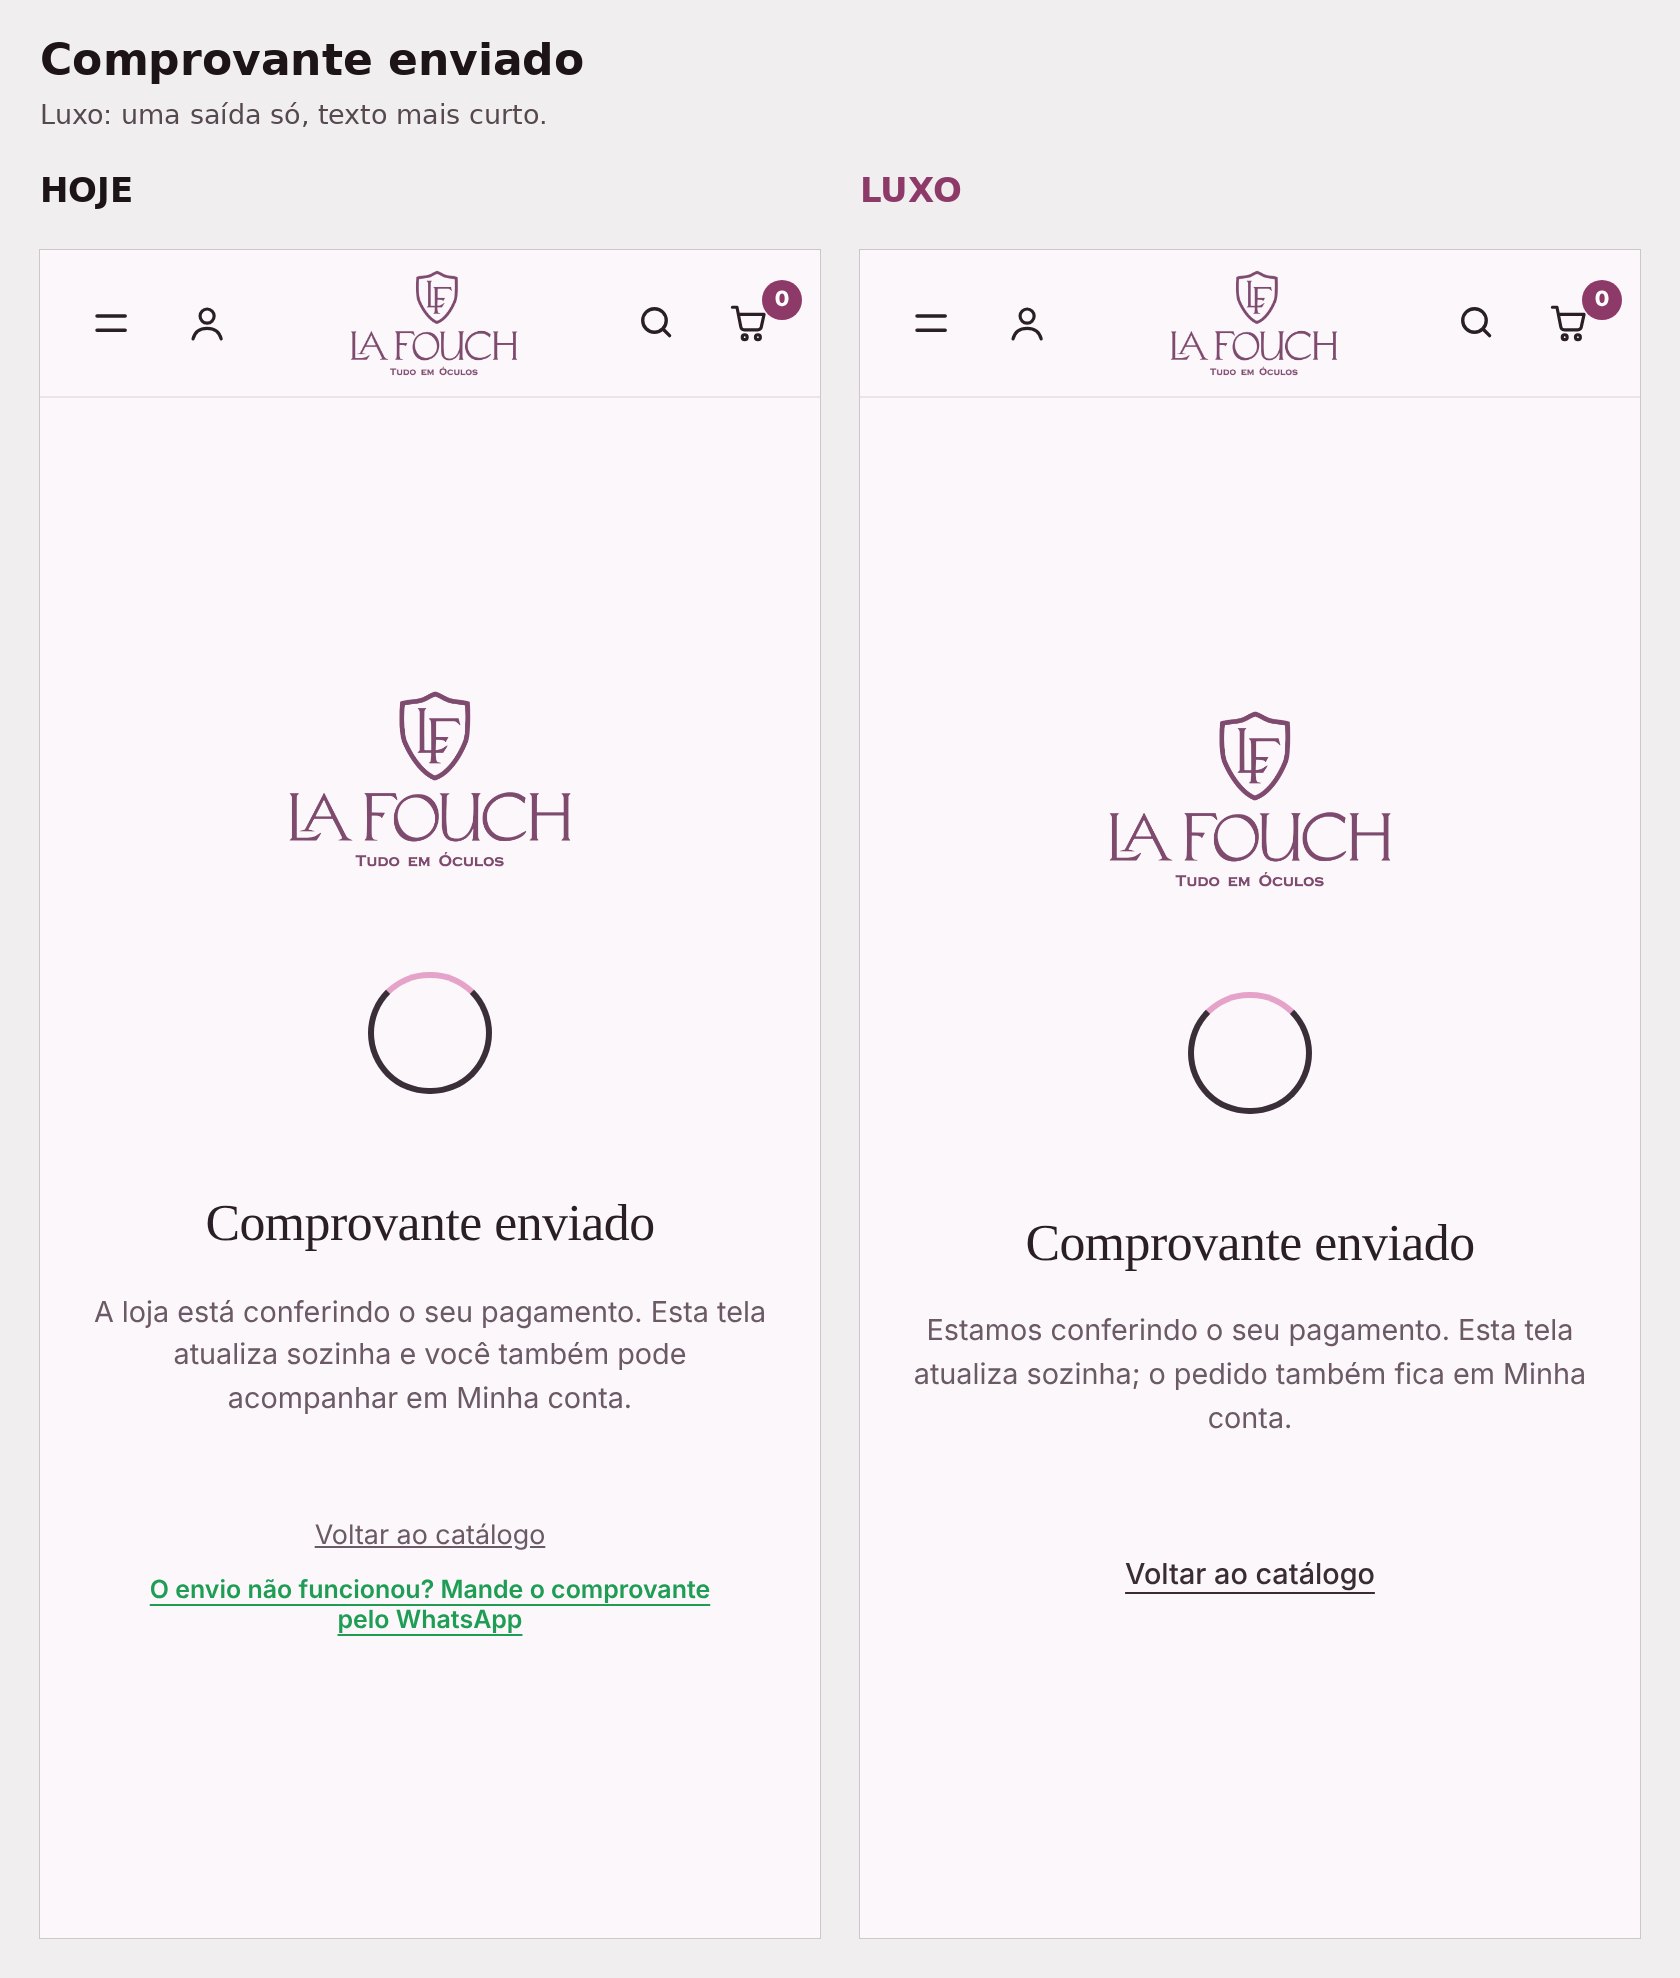 Comprovante enviado
Luxo: uma saída só, texto mais curto.
HOJE
LF
LA FOUCH
TUDO EM ÓCULOS
0
LF
LA FOUCH
TUDO EM ÓCULOS
Comprovante enviado
A loja está conferindo o seu pagamento. Esta tela
atualiza sozinha e você também pode
acompanhar em Minha conta.
Voltar ao catálogo
O envio não funcionou? Mande o comprovante
pelo WhatsApp
LUXO
LF
LA FOUCH
TUDO EM ÓCULOS
0
LF
LA FOUCH
TUDO EM ÓCULOS
Comprovante enviado
Estamos conferindo o seu pagamento. Esta tela
atualiza sozinha; o pedido também fica em Minha
conta.
Voltar ao catálogo